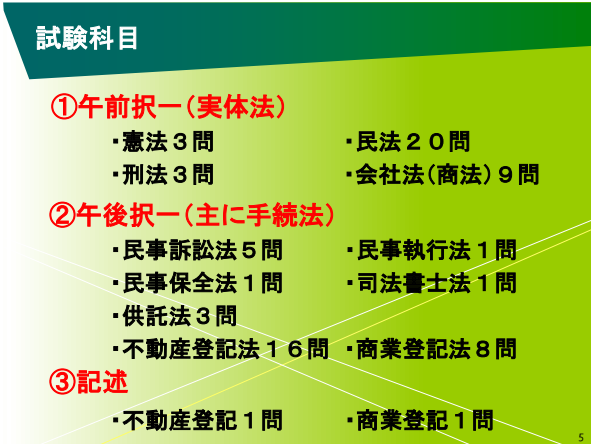 試験科目
①午前択一（実体法）
・憲法３問 ・民法２０問
・刑法３問 ・会社法（商法）９問
②午後択一（主に手続法）
・民事訴訟法５問 ・民事執行法１問
・民事保全法１問 ・司法書士法１問
・供託法３問
・不動産登記法１６問 ・商業登記法８問
③記述
・不動産登記１問 ・商業登記１問
5